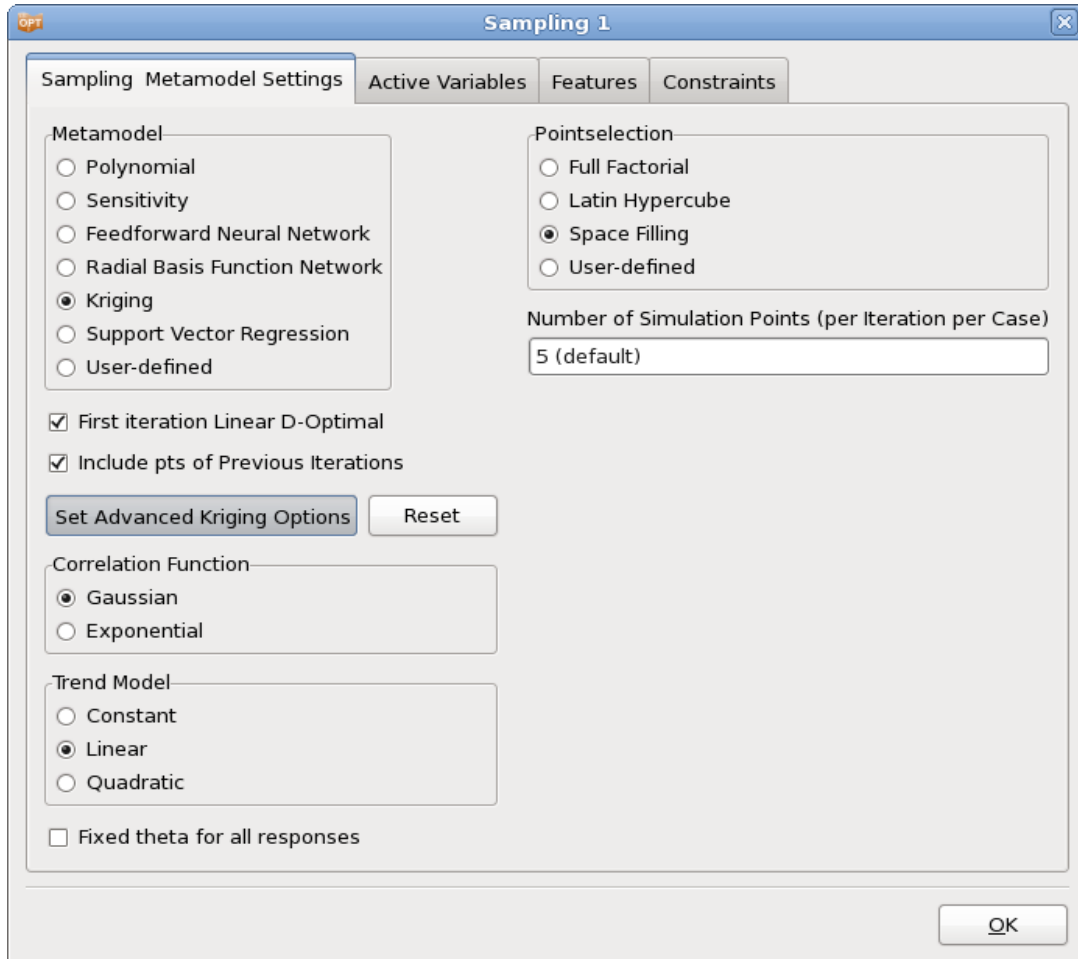 OPT
Sampling 1
Sampling Metamodel Settings
Active Variables
Features
Constraints
Metamodel
Polynomial
Sensitivity
Feedforward Neural Network
Radial Basis Function Network
Kriging
Support Vector Regression
User-defined
First iteration Linear D-Optimal
Include pts of Previous Iterations
Set Advanced Kriging Options
Reset
Correlation Function
Gaussian
Exponential
Trend Model
Constant
Linear
Quadratic
Fixed theta for all responses
Pointselection
Full Factorial
Latin Hypercube
Space Filling
User-defined
Number of Simulation Points (per Iteration per Case)
5 (default)
OK